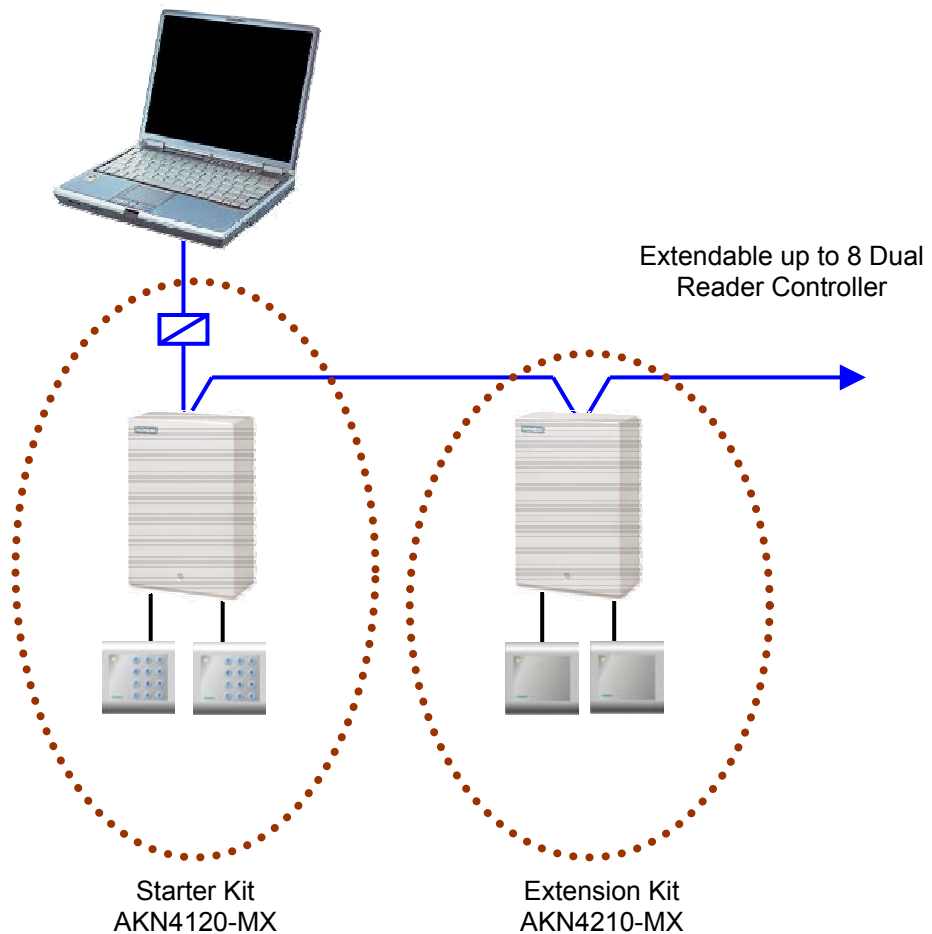 Extendable up to 8 Dual
Reader Controller
Starter Kit
AKN4120-MX
Extension Kit
AKN4210-MX